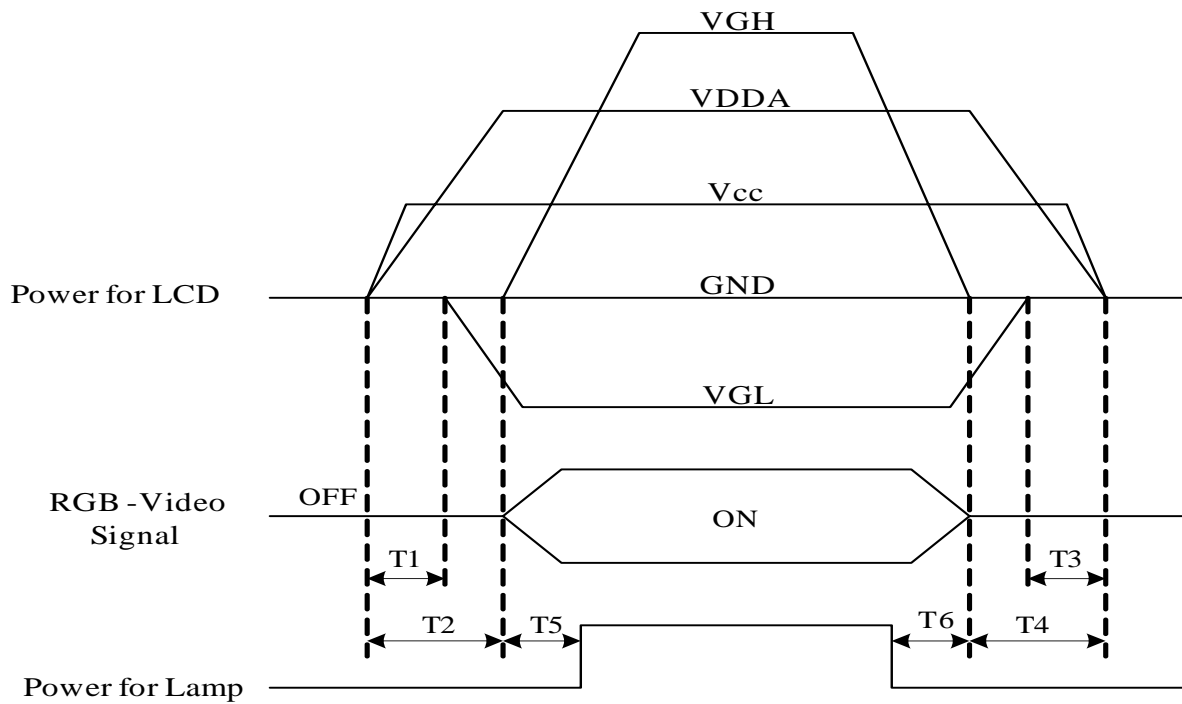 VGH
VDDA
Vcc
Power for LCD
GND
VGL
RGB -Video
Signal
OFF
ON
T1
T3
T2
T5
T6
T4
Power for Lamp